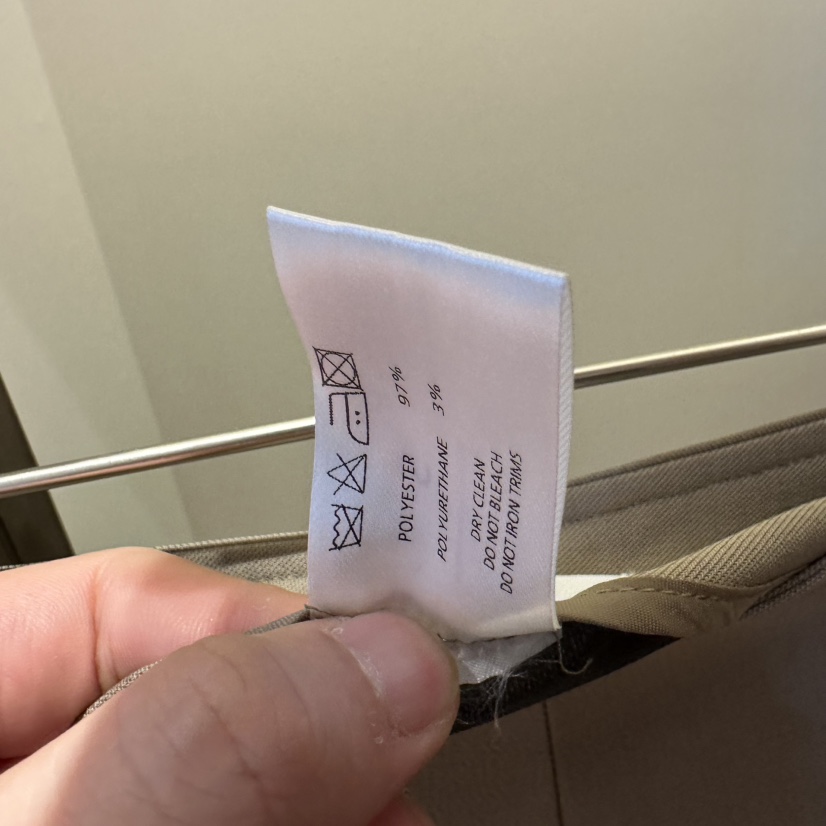 POLYESTER 97%
POLYURETHANE 3%
DRY CLEAN
DO NOT BLEACH
DO NOT IRON TRIMS